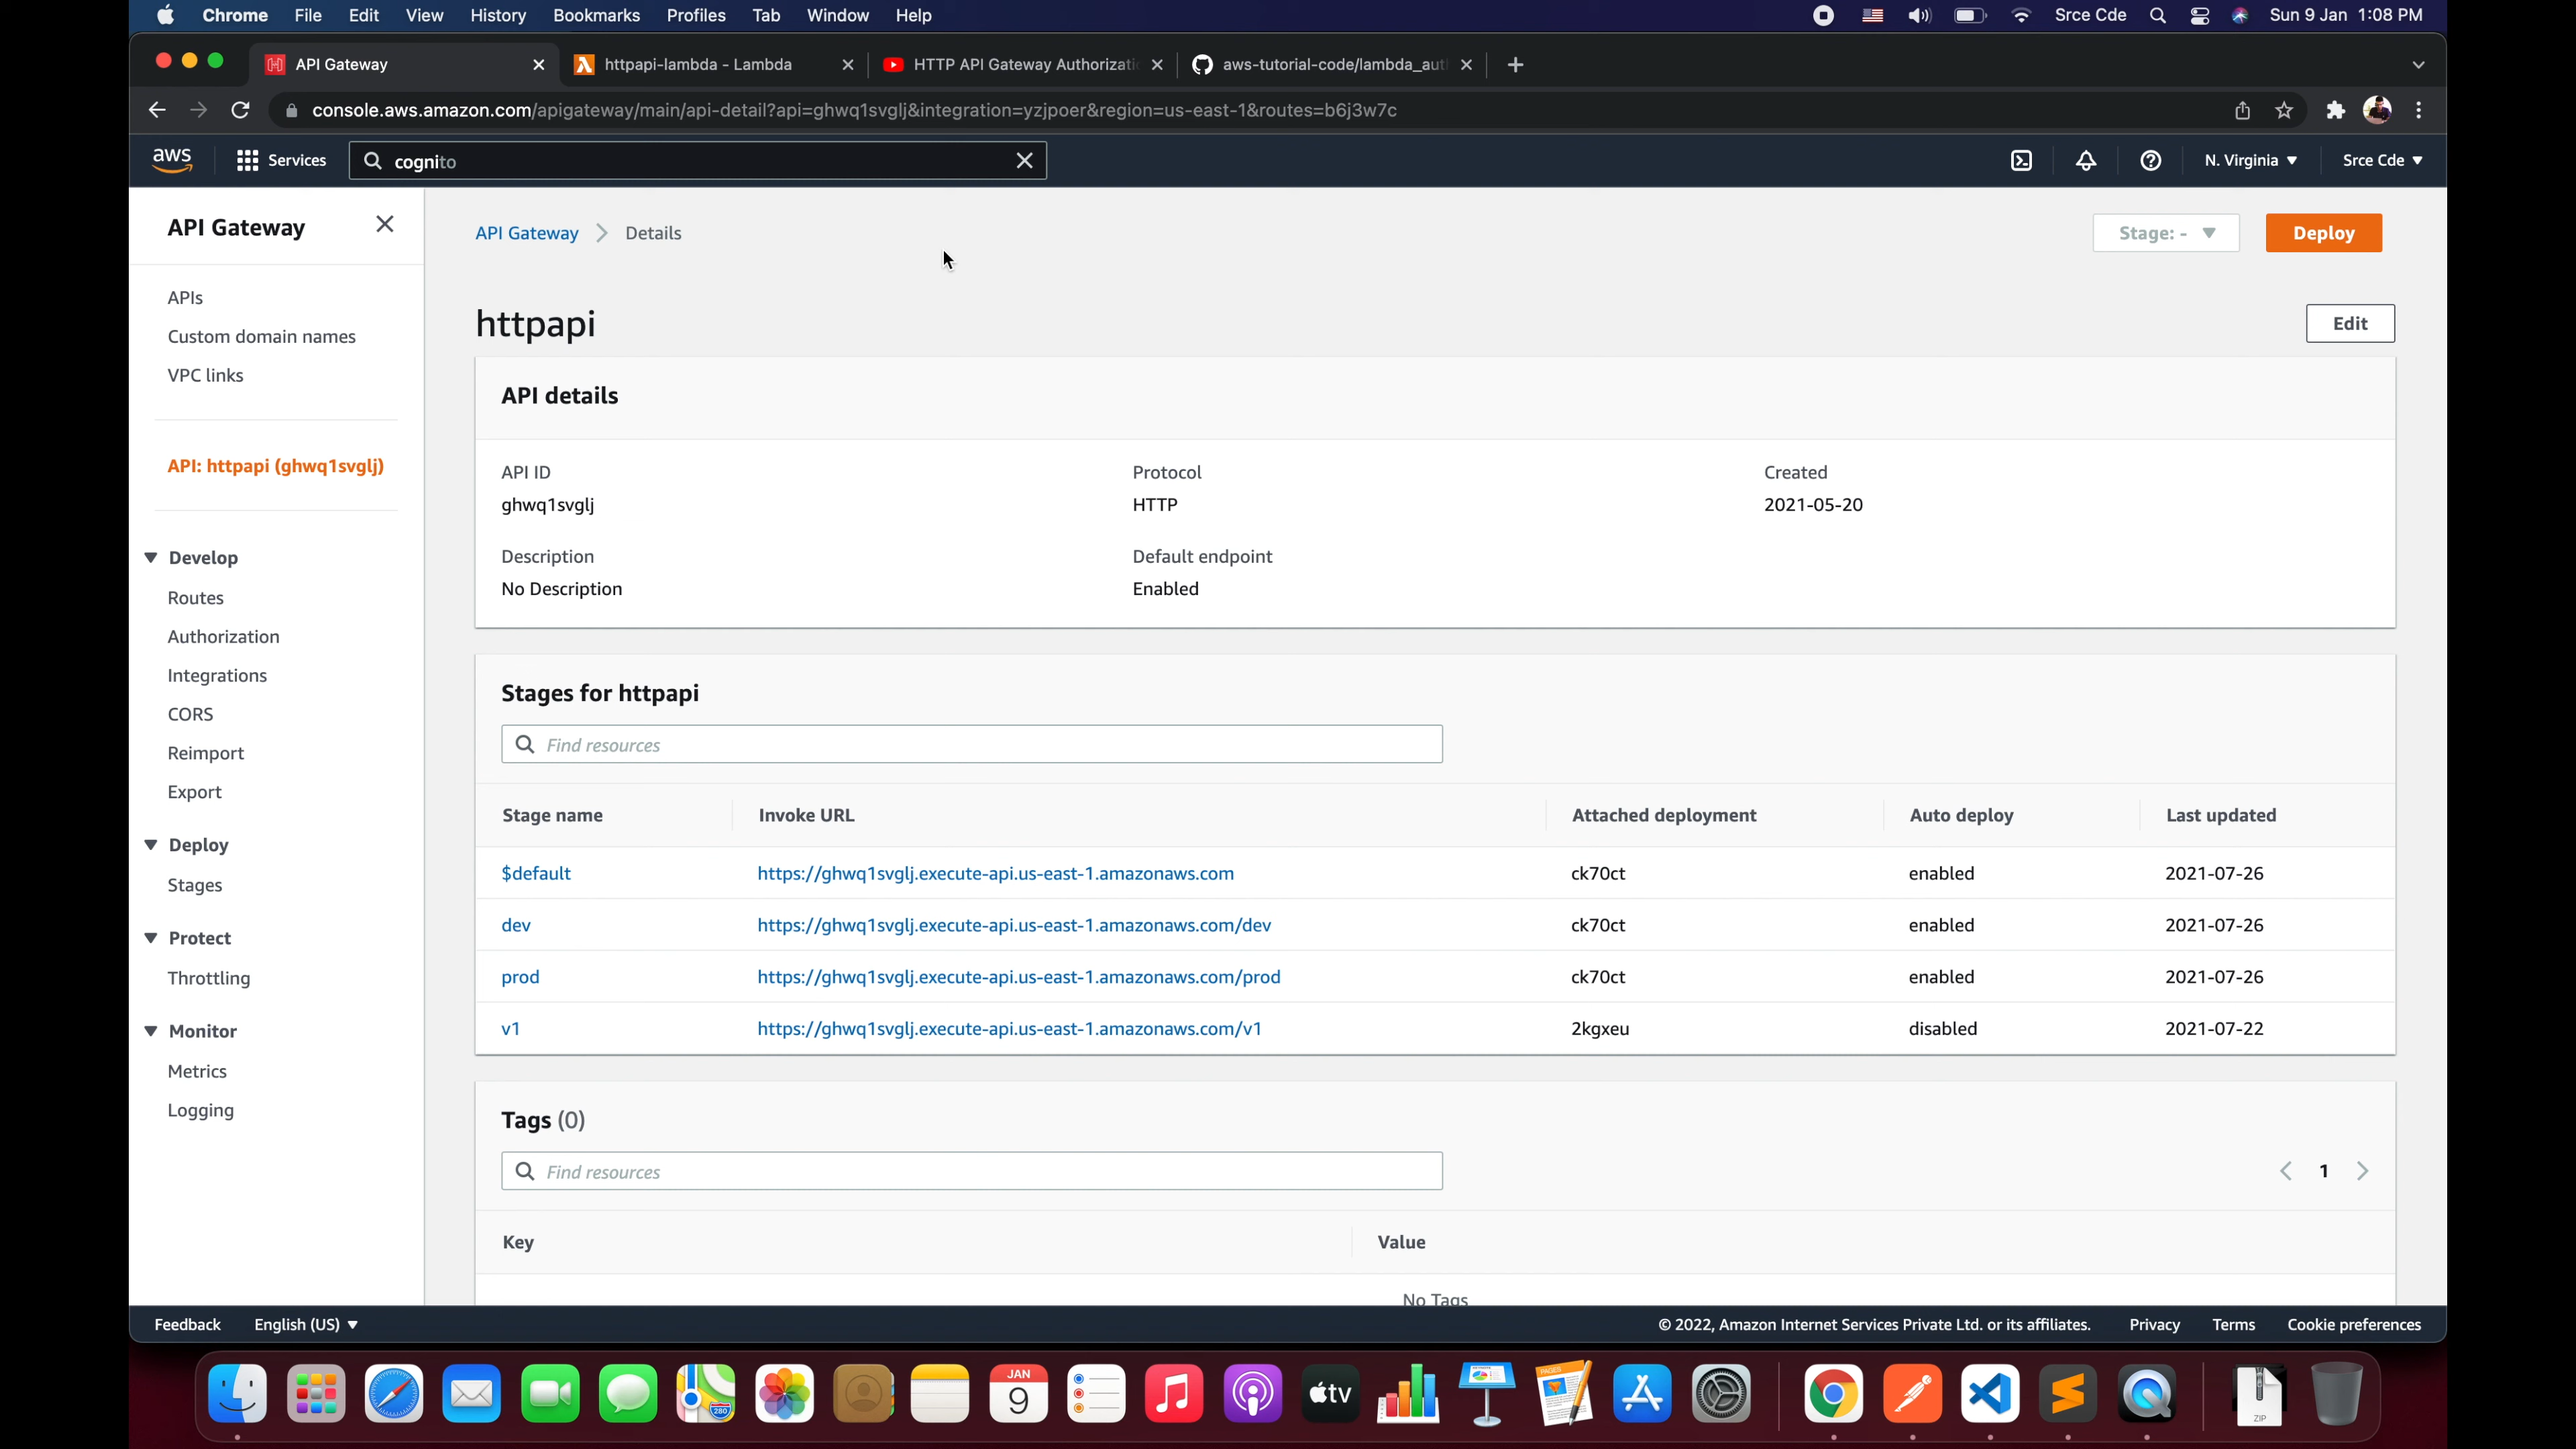 Chrome File Edit View History Bookmarks Profiles Tab Window Help Srce Cde Sun 9 Jan 1:08 PM
API Gateway httpapi-lambda - Lambda HTTP API Gateway Authorizati aws-tutorial-code/lambda_aut
console.aws.amazon.com/apigateway/main/api-detail?api=ghwq1svglj&integration=yzjpoer&region=us-east-1&routes=b6j3w7c
aws Services cognito N. Virginia Srce Cde
API Gateway
APIs
Custom domain names
VPC links
API: httpapi (ghwq1svglj)
Develop
Routes
Authorization
Integrations
CORS
Reimport
Export
Deploy
Stages
Protect
Throttling
Monitor
Metrics
Logging
API Gateway Details Stage: - Deploy
httpapi Edit
API details
API ID Protocol Created
ghwq1svglj HTTP 2021-05-20
Description Default endpoint
No Description Enabled
Stages for httpapi
Find resources
Stage name Invoke URL Attached deployment Auto deploy Last updated
$default https://ghwq1svglj.execute-api.us-east-1.amazonaws.com ck70ct enabled 2021-07-26
dev https://ghwq1svglj.execute-api.us-east-1.amazonaws.com/dev ck70ct enabled 2021-07-26
prod https://ghwq1svglj.execute-api.us-east-1.amazonaws.com/prod ck70ct enabled 2021-07-26
v1 https://ghwq1svglj.execute-api.us-east-1.amazonaws.com/v1 2kgxeu disabled 2021-07-22
Tags (0)
Find resources 1
Key Value
No Tags
Feedback English (US) © 2022, Amazon Internet Services Private Ltd. or its affiliates. Privacy Terms Cookie preferences
280 JAN 9 tv PAGES ZIP